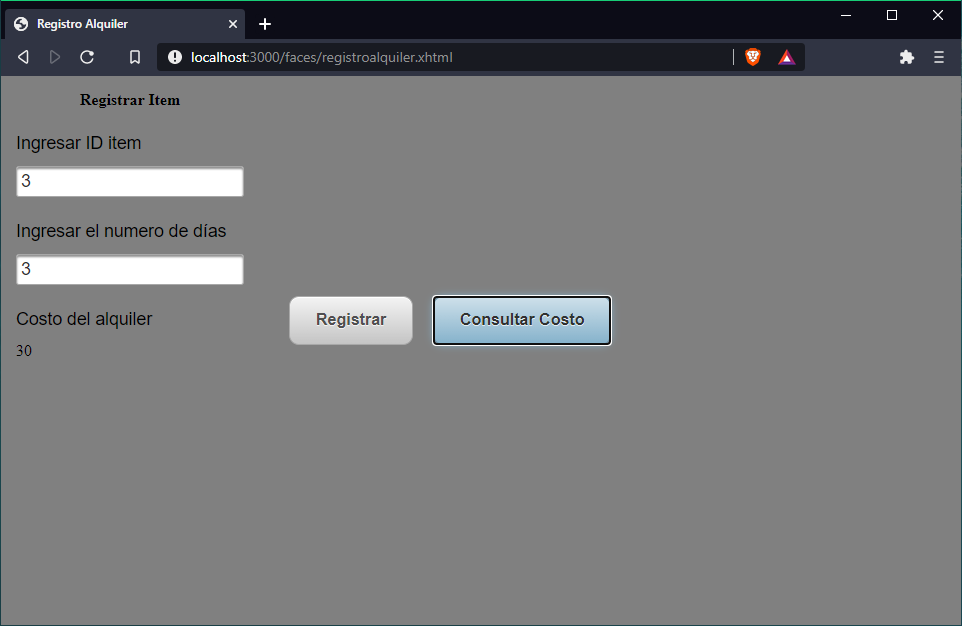 Registro Alquiler
localhost:3000/faces/registroalquiler.xhtml
Registrar Item
Ingresar ID item
3
Ingresar el numero de días
3
Costo del alquiler
Registrar
Consultar Costo
30